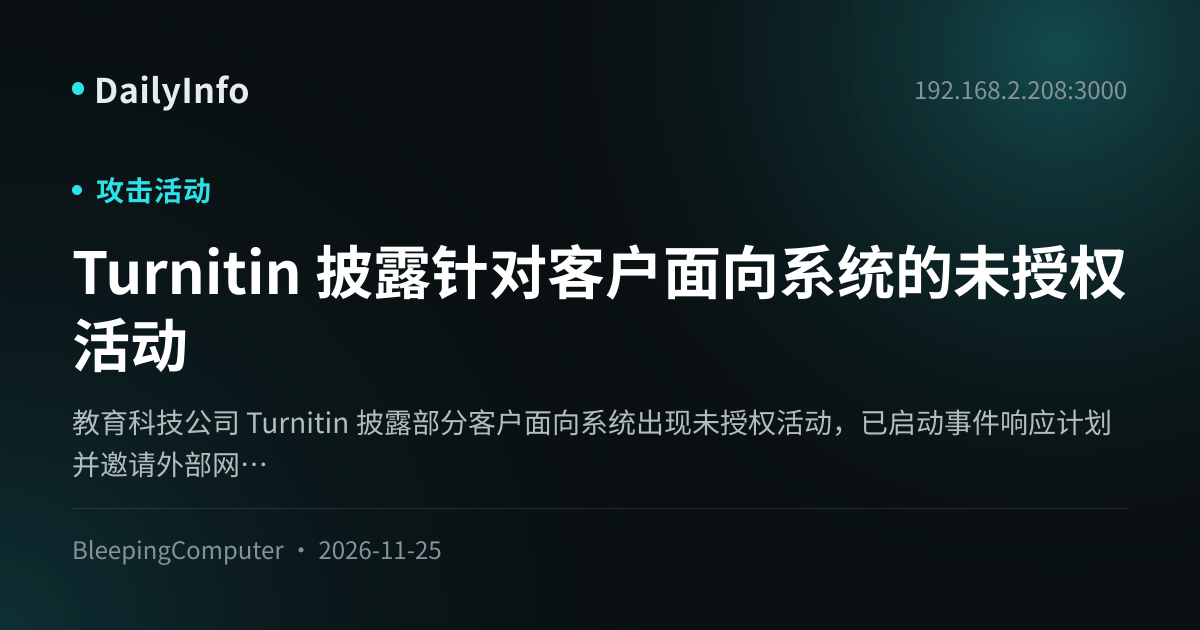 DailyInfo
192.168.2.208:3000
攻击活动
Turnitin 披露针对客户面向系统的未授权
活动
教育科技公司 Turnitin 披露部分客户面向系统出现未授权活动，已启动事件响应计划
并邀请外部网…
BleepingComputer • 2026-11-25